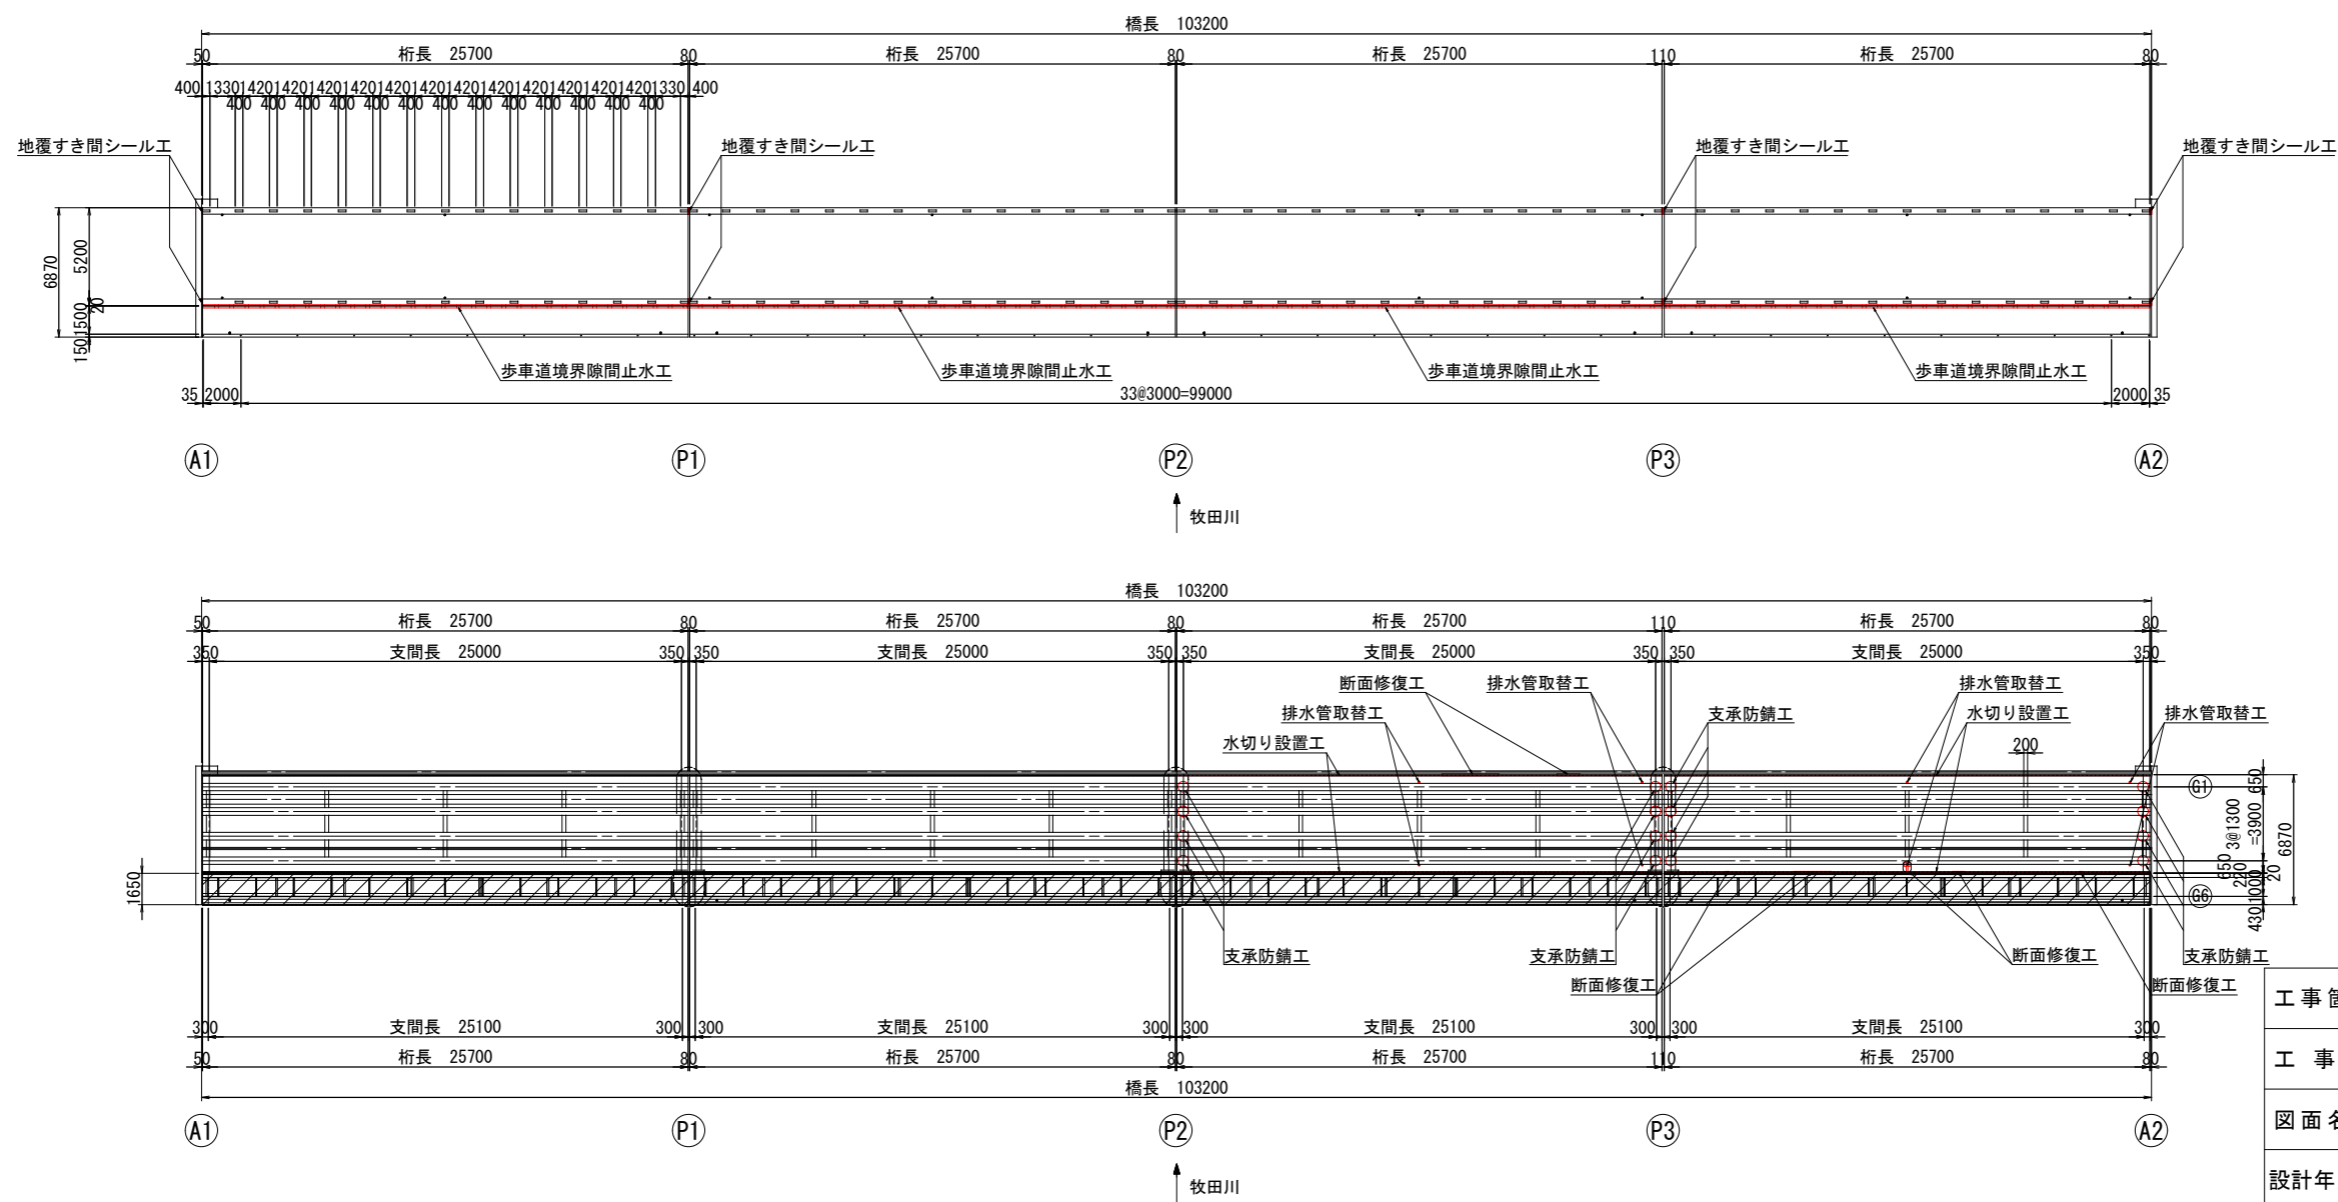 橋長 103200
50 桁長 25700 80 桁長 25700 80 桁長 25700 110 桁長 25700 80
400 1330 1420 1420 1420 1420 1420 1420 1420 1420 1420 1420 1420 1420 1330 400
400 400 400 400 400 400 400 400 400 400 400 400 400
地覆すき間シール工 地覆すき間シール工 地覆すき間シール工 地覆すき間シール工
6870 5200
20
1500
150
歩車道境界隙間止水工 歩車道境界隙間止水工 歩車道境界隙間止水工 歩車道境界隙間止水工
35 2000 33@3000=99000 2000 35
A1 P1 P2 P3 A2
牧田川
橋長 103200
50 桁長 25700 80 桁長 25700 80 桁長 25700 110 桁長 25700 80
350 支間長 25000 350 350 支間長 25000 350 350 支間長 25000 350 350 支間長 25000 350
断面修復工 排水管取替工 排水管取替工
排水管取替工 支承防錆工 水切り設置工 排水管取替工
水切り設置工 200
G1 650
3@1300
=3900
6870
650
220
20
1000
430
G6
1650
支承防錆工 支承防錆工 断面修復工 支承防錆工
断面修復工 断面修復工
300 支間長 25100 300 300 支間長 25100 300 300 支間長 25100 300 300 支間長 25100 300
50 桁長 25700 80 桁長 25700 80 桁長 25700 110 桁長 25700 80
橋長 103200
A1 P1 P2 P3 A2
牧田川
工事
工事
図面
設計年